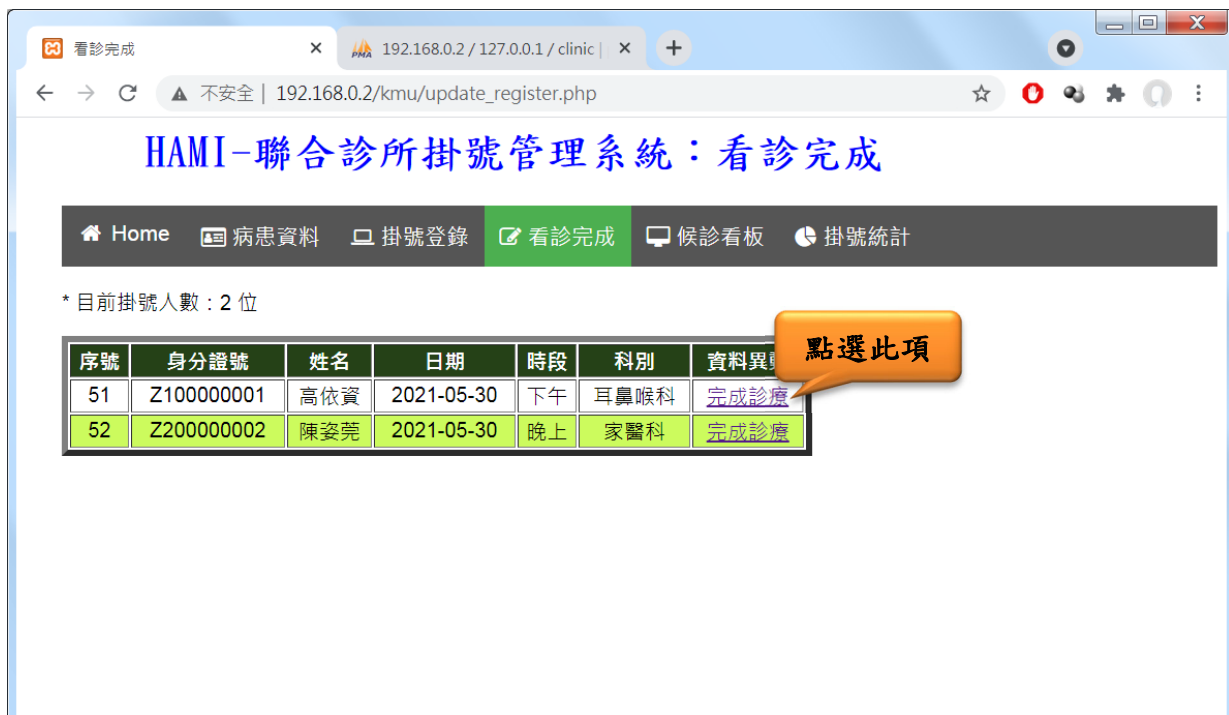 看診完成
192.168.0.2 / 127.0.0.1 / clinic |
不安全 | 192.168.0.2/kmu/update_register.php
HAMI-聯合診所掛號管理系統：看診完成
Home 病患資料 掛號登錄 看診完成 候診看板 掛號統計
* 目前掛號人數：2 位
點選此項
序號 身分證號 姓名 日期 時段 科別 資料異
51 Z100000001 高依資 2021-05-30 下午 耳鼻喉科 完成診療
52 Z200000002 陳姿莞 2021-05-30 晚上 家醫科 完成診療